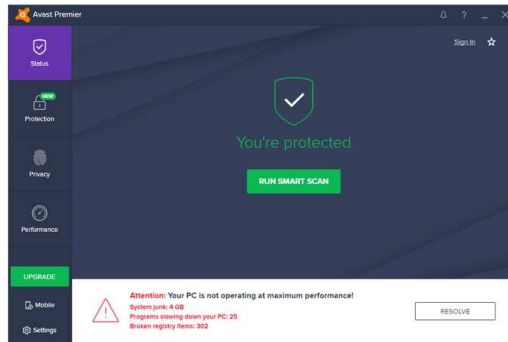 Avast Premier
?
Sign In
Status
NEW
Protection
Privacy
Performance
UPGRADE
Mobile
Settings
You're protected
RUN SMART SCAN
Attention: Your PC is not operating at maximum performance!
System junk: 4 GB
Programs slowing down your PC: 25
Broken registry items: 302
RESOLVE